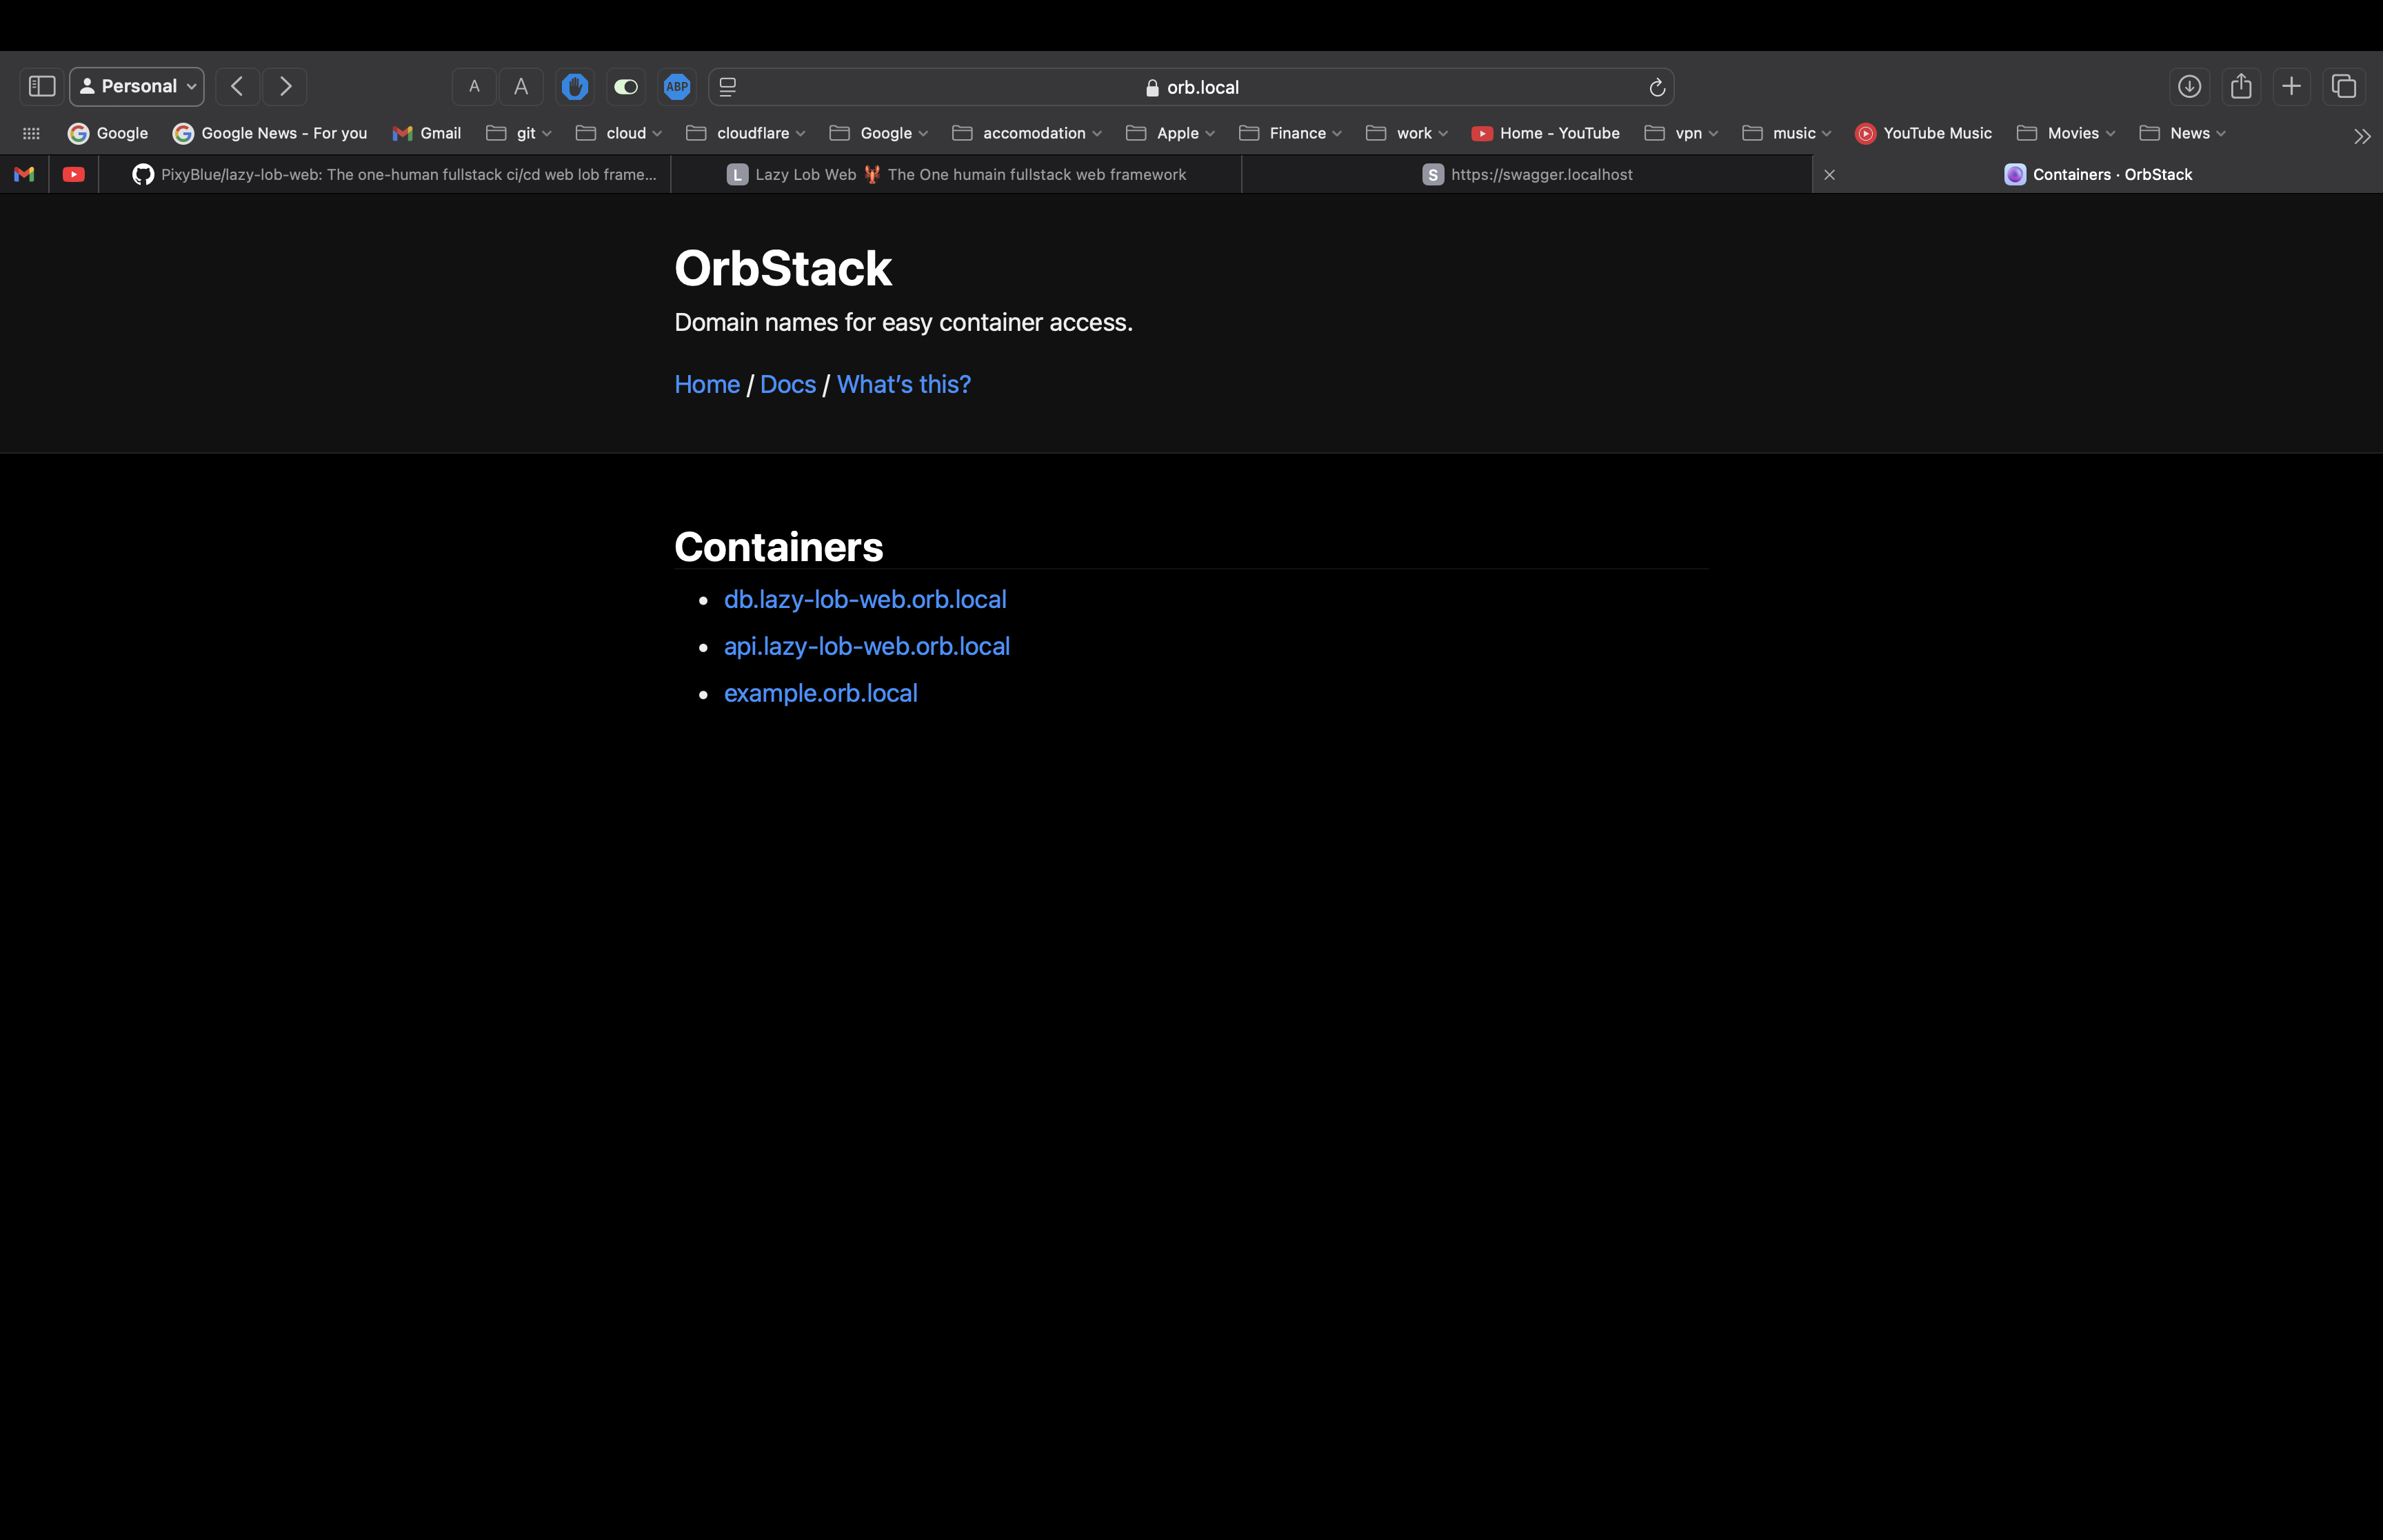 Personal
A
A
ABP
orb.local
Google
Google News - For you
Gmail
git
cloud
cloudflare
Google
accomodation
Apple
Finance
work
Home - YouTube
vpn
music
YouTube Music
Movies
News
PixyBlue/lazy-lob-web: The one-human fullstack ci/cd web lob frame...
L
Lazy Lob Web 🦞 The One humain fullstack web framework
S
https://swagger.localhost
Containers · OrbStack
OrbStack
Domain names for easy container access.
Home / Docs / What's this?
Containers
• db.lazy-lob-web.orb.local
• api.lazy-lob-web.orb.local
• example.orb.local